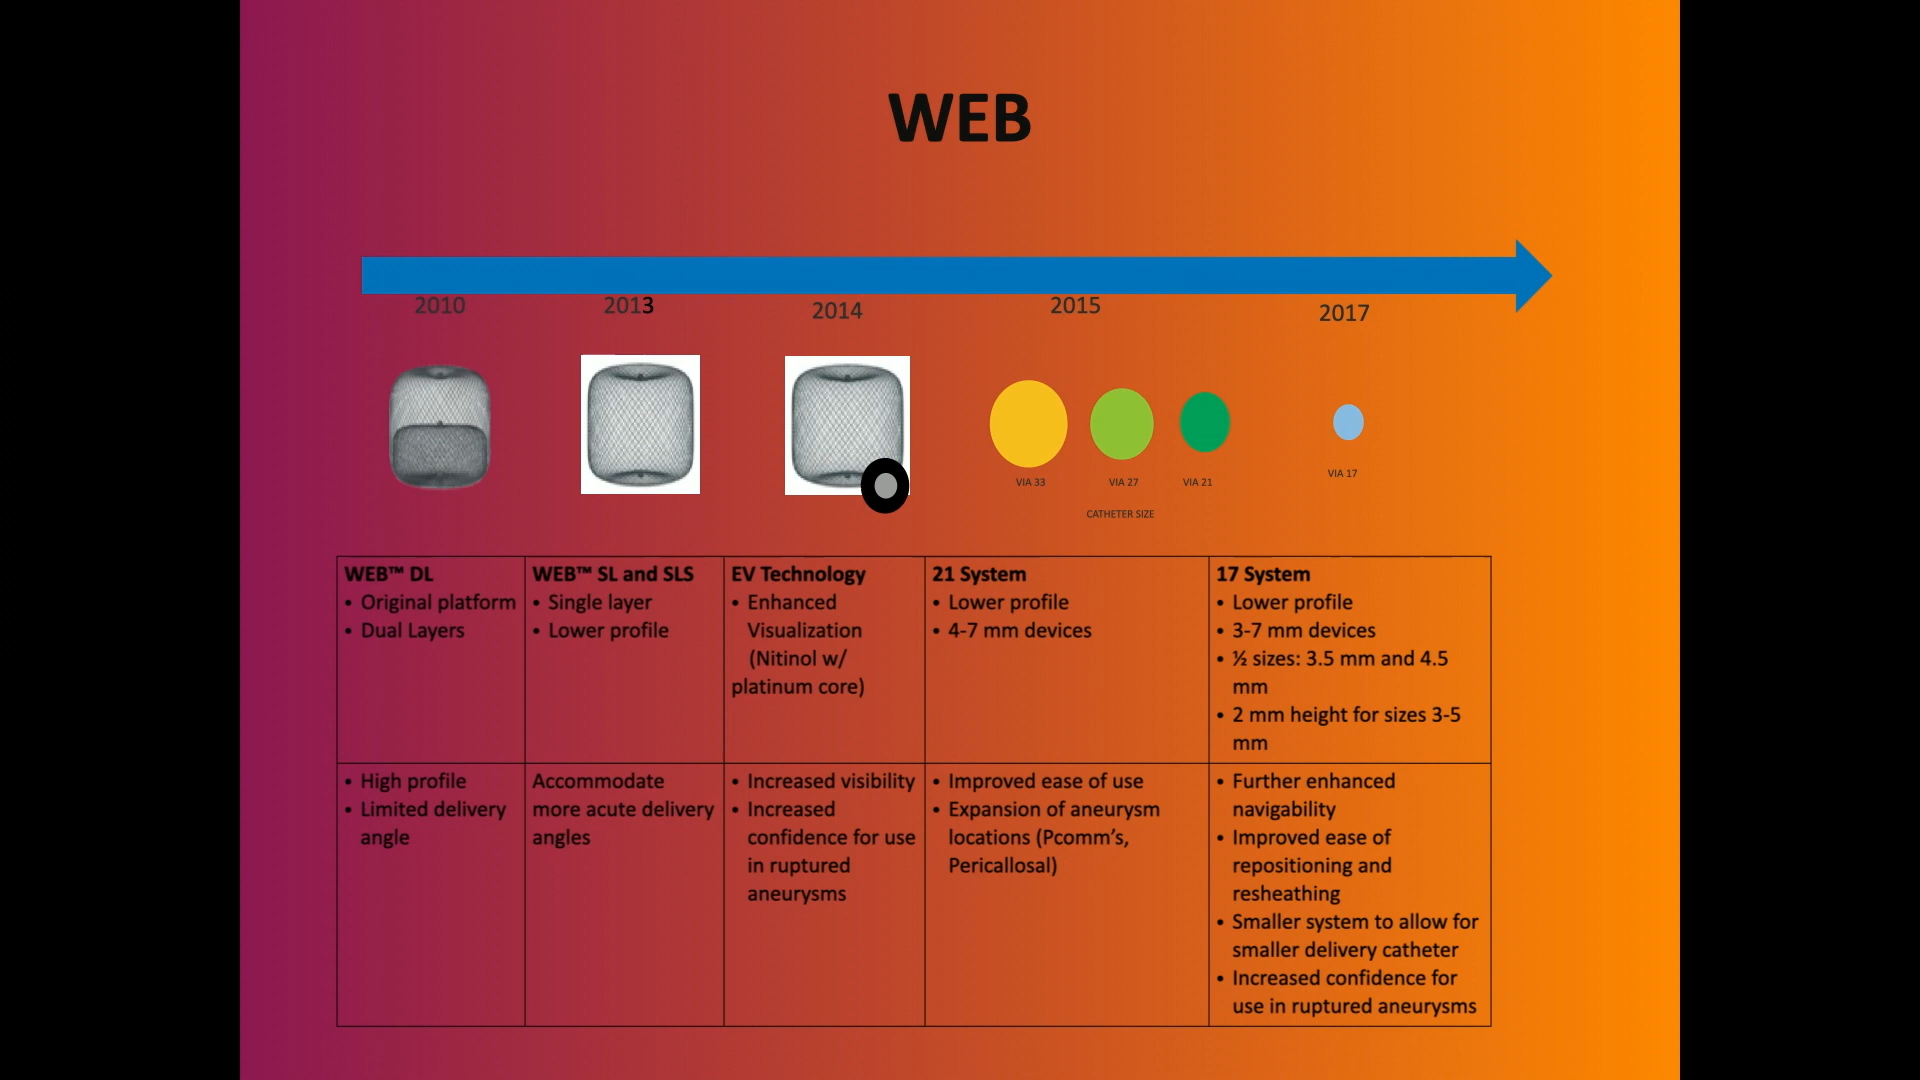 WEB
2010
2013
2014
2015
2017
VIA 33
VIA 27
VIA 21
VIA 17
CATHETER SIZE
WEB™ DL
• Original platform
• Dual Layers
WEB™ SL and SLS
• Single layer
• Lower profile
EV Technology
• Enhanced
Visualization
(Nitinol w/
platinum core)
21 System
• Lower profile
• 4-7 mm devices
17 System
• Lower profile
• 3-7 mm devices
• ½ sizes: 3.5 mm and 4.5
mm
• 2 mm height for sizes 3-5
mm
• High profile
• Limited delivery
angle
Accommodate
more acute delivery
angles
• Increased visibility
• Increased
confidence for use
in ruptured
aneurysms
• Improved ease of use
• Expansion of aneurysm
locations (Pcomm’s,
Pericallosal)
• Further enhanced
navigability
• Improved ease of
repositioning and
resheathing
• Smaller system to allow for
smaller delivery catheter
• Increased confidence for
use in ruptured aneurysms